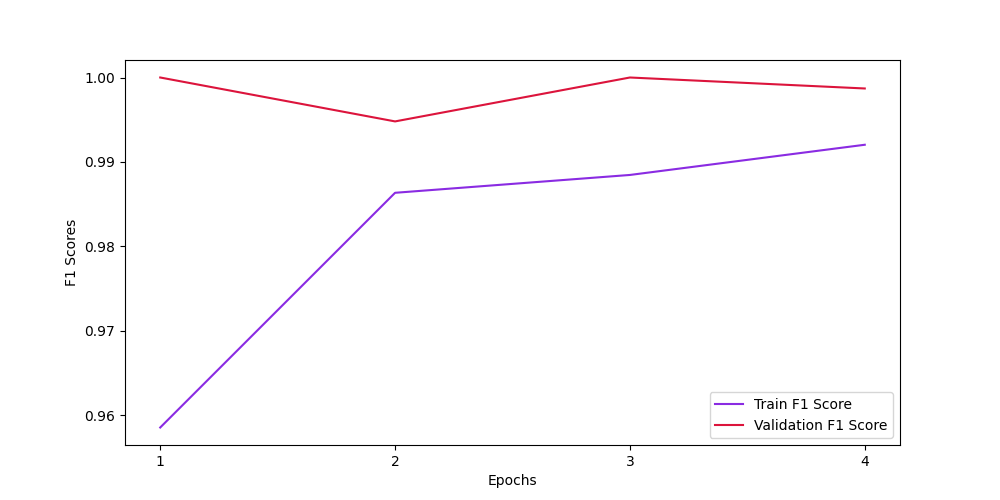 1.00
0.99
0.98
0.97
0.96
F1 Scores
1 2 3 4
Epochs
Train F1 Score
Validation F1 Score